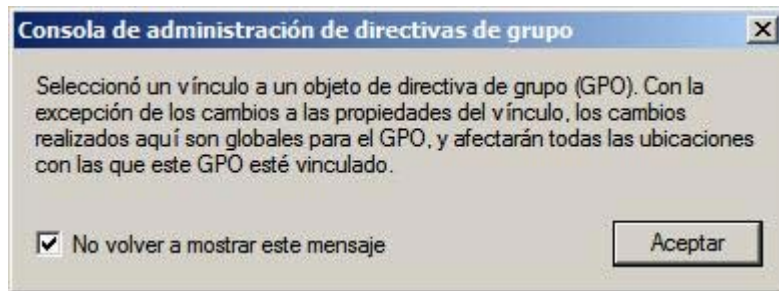 Consola de administración de directivas de grupo
Seleccionó un vínculo a un objeto de directiva de grupo (GPO). Con la
excepción de los cambios a las propiedades del vínculo, los cambios
realizados aquí son globales para el GPO, y afectarán todas las ubicaciones
con las que este GPO esté vinculado.
No volver a mostrar este mensaje
Aceptar